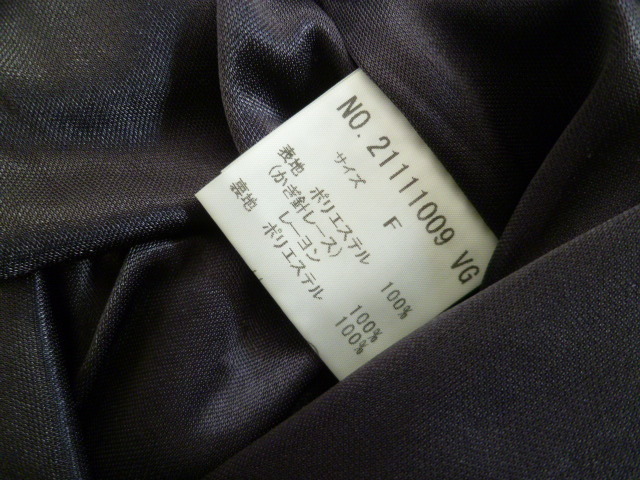 NO.21111009 VG
サイズ F
表地 ポリエステル 100%
(かぎ針レース)
レーヨン 100%
裏地 ポリエステル 100%